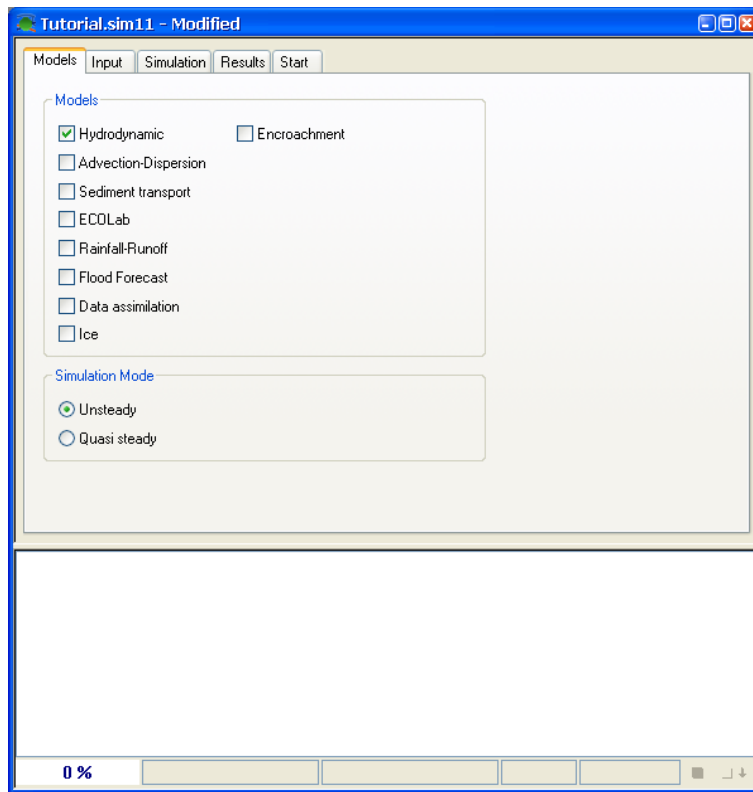 Tutorial.sim11 - Modified
Models Input Simulation Results Start
Models
Hydrodynamic Encroachment
Advection-Dispersion
Sediment transport
ECOLab
Rainfall-Runoff
Flood Forecast
Data assimilation
Ice
Simulation Mode
Unsteady
Quasi steady
0 %